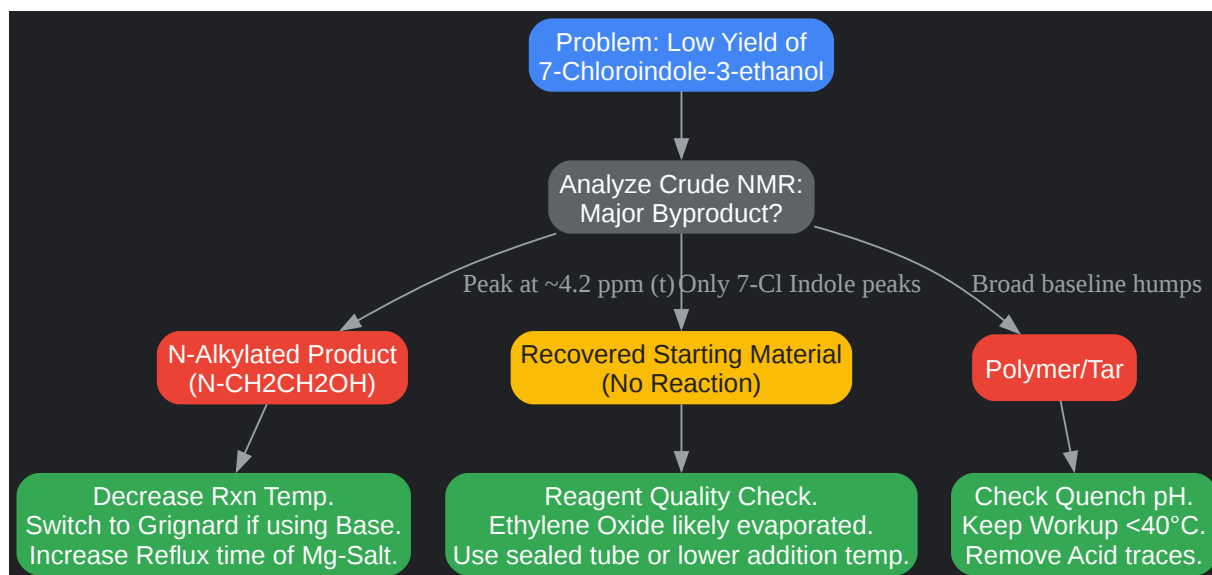 Problem: Low Yield of
7-Chloroindole-3-ethanol
Analyze Crude NMR:
Major Byproduct?
Peak at ~4.2 ppm (t)
Only 7-Cl Indole peaks
Broad baseline humps
N-Alkylated Product
(N-CH2CH2OH)
Recovered Starting Material
(No Reaction)
Polymer/Tar
Decrease Rxn Temp.
Switch to Grignard if using Base.
Increase Reflux time of Mg-Salt.
Reagent Quality Check.
Ethylene Oxide likely evaporated.
Use sealed tube or lower addition temp.
Check Quench pH.
Keep Workup <40°C.
Remove Acid traces.